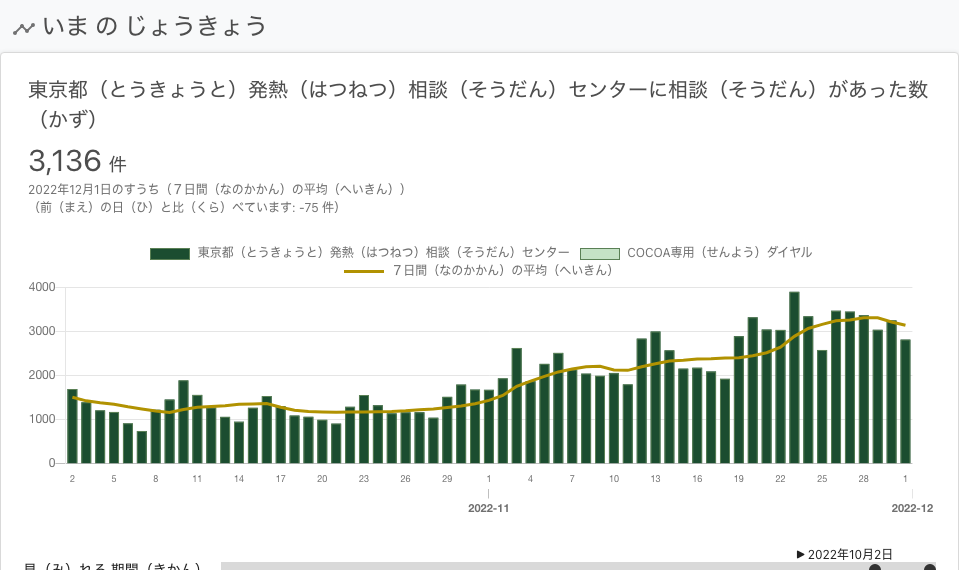 いま の じょうきょう
東京都（とうきょうと）発熱（はつねつ）相談（そうだん）センターに相談（そうだん）があった数
（かず）
3,136 件
2022年12月1日のすうち（７日間（なのかかん）の平均（へいきん））
（前（まえ）の日（ひ）と比（くら）べています: -75 件）
東京都（とうきょうと）発熱（はつねつ）相談（そうだん）センター COCOA専用（せんよう）ダイヤル
７日間（なのかかん）の平均（へいきん）
4000
3000
2000
1000
0
2 5 8 11 14 17 20 23 26 29 1 4 7 10 13 16 19 22 25 28 1
2022-11 2022-12
▶ 2022年10月2日
見（み）れる 期間（きかん）